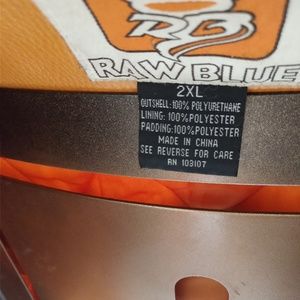 RB
RAW BLUE
2XL
OUTSHELL: 100% POLYURETHANE
LINING: 100% POLYESTER
PADDING: 100% POLYESTER
MADE IN CHINA
SEE REVERSE FOR CARE
RN 103107